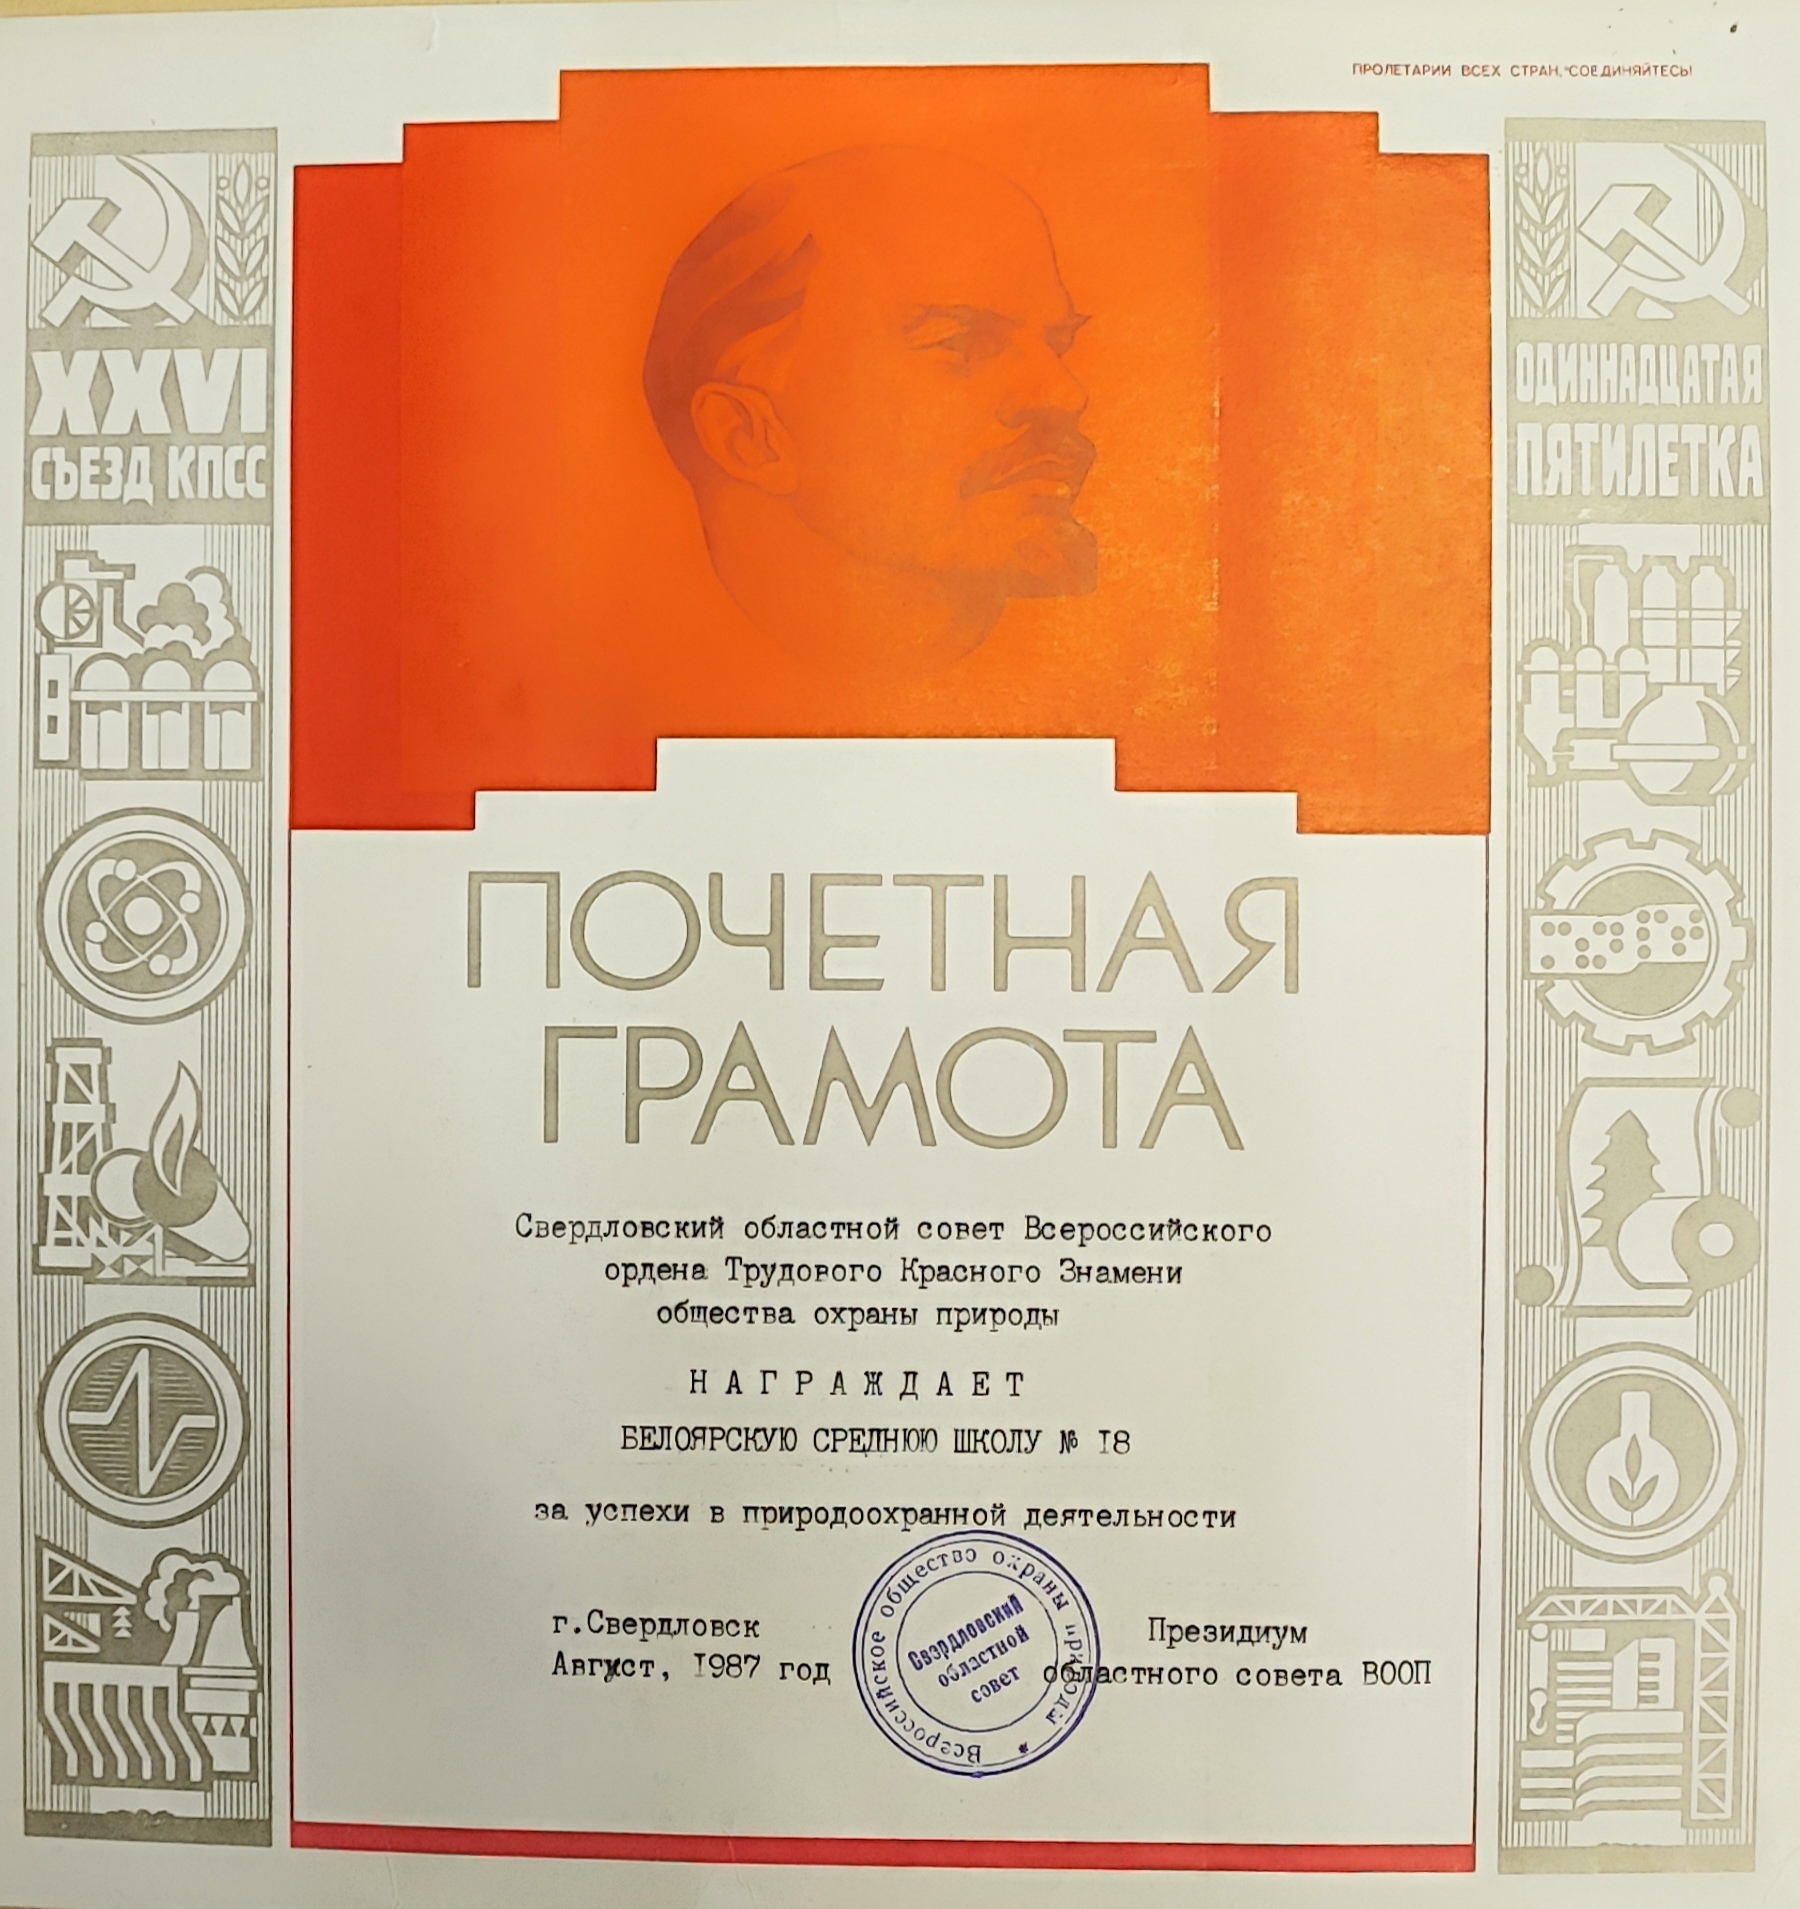 ПРОЛЕТАРИИ ВСЕХ СТРАН, СОЕДИНЯЙТЕСЬ!
XXVI
СЪЕЗД КПСС
ОДИННАДЦАТАЯ
ПЯТИЛЕТКА
ПОЧЕТНАЯ
ГРАМОТА
Свердловский областной совет Всероссийского
ордена Трудового Красного Знамени
общества охраны природы
НАГРАЖДАЕТ
БЕЛОЯРСКУЮ СРЕДНЮЮ ШКОЛУ № I8
за успехи в природоохранной деятельности
г.Свердловск
Август, I987 год
Всероссийское общество охраны природы *
Свердловский
областной
совет
Президиум
областного совета ВООП